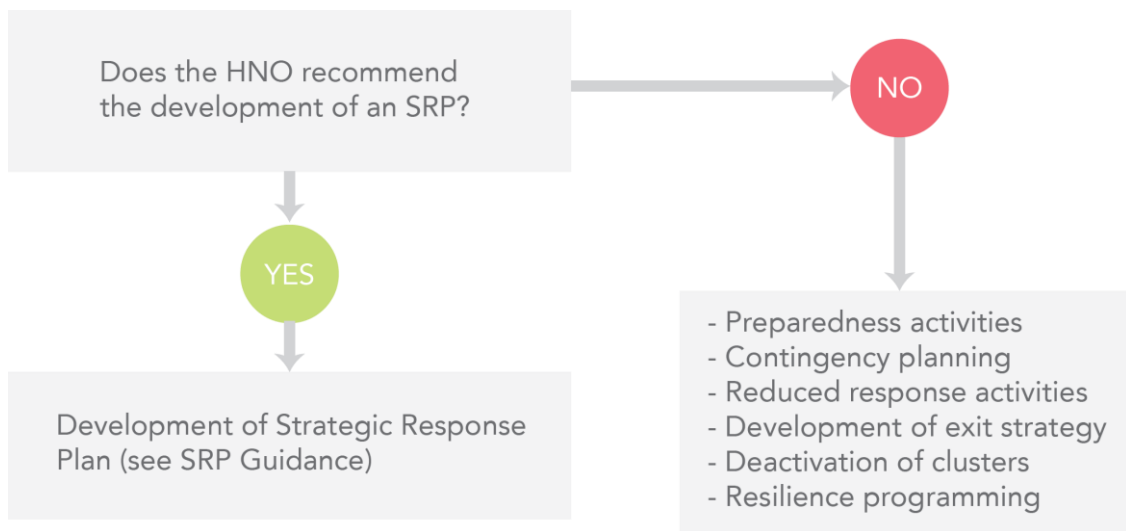 Does the HNO recommend
the development of an SRP?
NO
YES
Development of Strategic Response
Plan (see SRP Guidance)
- Preparedness activities
- Contingency planning
- Reduced response activities
- Development of exit strategy
- Deactivation of clusters
- Resilience programming